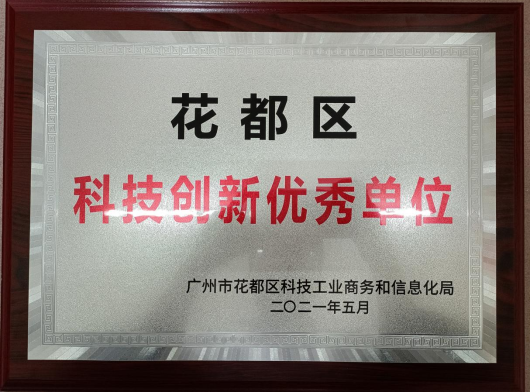 花都区
科技创新优秀单位
广州市花都区科技工业商务和信息化局
二〇二一年五月